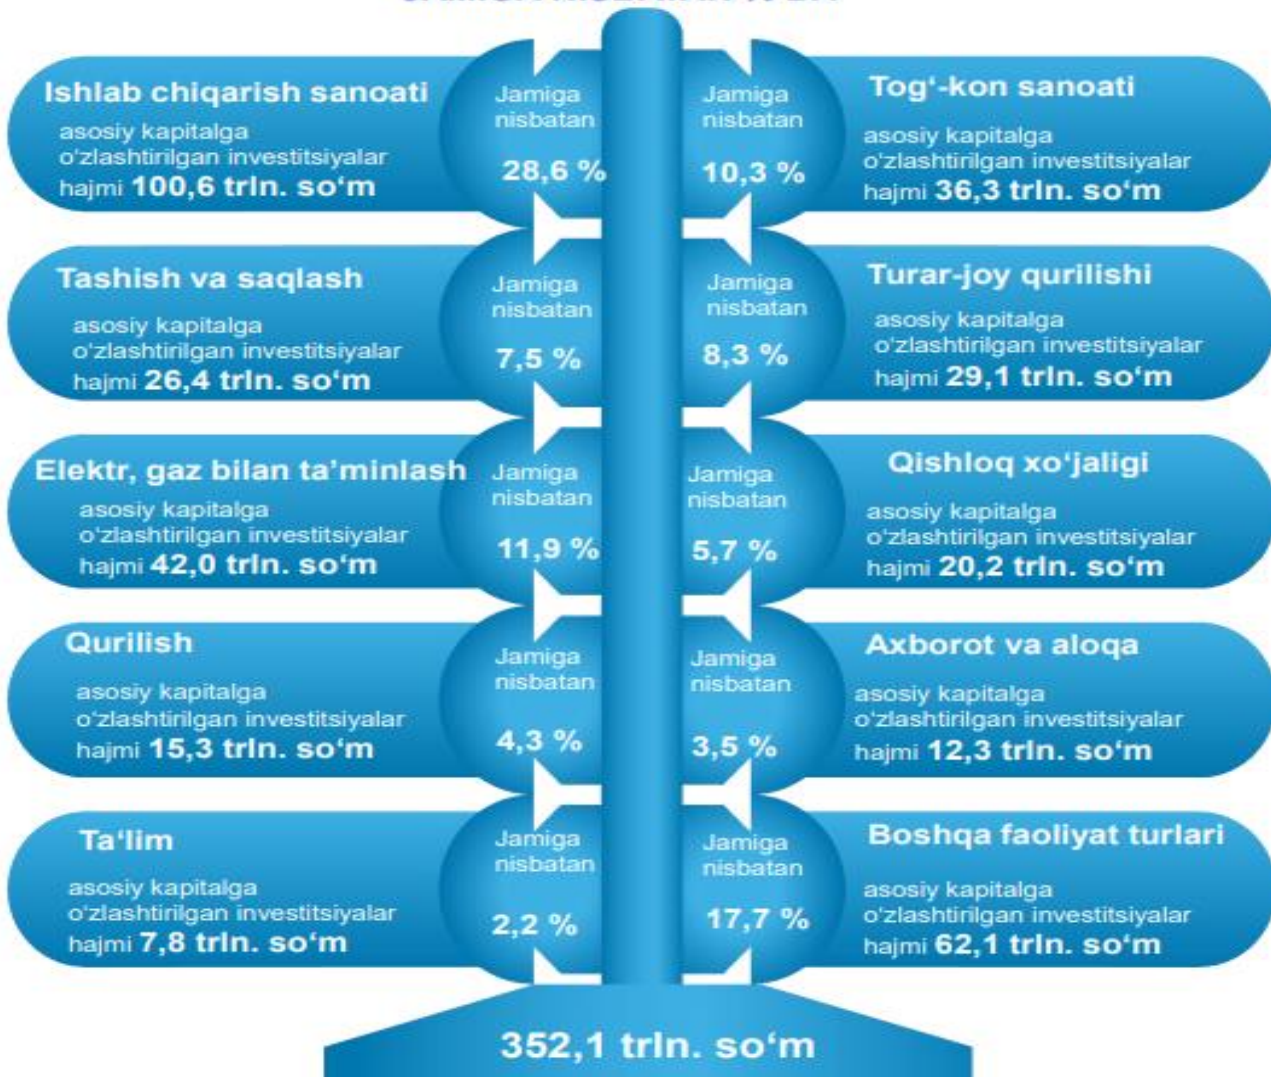 Ishlab chiqarish sanoati
asosiy kapitalga
o'zlashtirilgan investitsiyalar
hajmi 100,6 trln. so'm
Jamiga
nisbatan
28,6 %
Jamiga
nisbatan
10,3 %
Tog'-kon sanoati
asosiy kapitalga
o'zlashtirilgan investitsiyalar
hajmi 36,3 trln. so'm
Tashish va saqlash
asosiy kapitalga
o'zlashtirilgan investitsiyalar
hajmi 26,4 trln. so'm
Jamiga
nisbatan
7,5 %
Jamiga
nisbatan
8,3 %
Turar-joy qurilishi
asosiy kapitalga
o'zlashtirilgan investitsiyalar
hajmi 29,1 trln. so'm
Elektr, gaz bilan ta'minlash
asosiy kapitalga
o'zlashtirilgan investitsiyalar
hajmi 42,0 trln. so'm
Jamiga
nisbatan
11,9 %
Jamiga
nisbatan
5,7 %
Qishloq xo'jaligi
asosiy kapitalga
o'zlashtirilgan investitsiyalar
hajmi 20,2 trln. so'm
Qurilish
asosiy kapitalga
o'zlashtirilgan investitsiyalar
hajmi 15,3 trln. so'm
Jamiga
nisbatan
4,3 %
Jamiga
nisbatan
3,5 %
Axborot va aloqa
asosiy kapitalga
o'zlashtirilgan investitsiyalar
hajmi 12,3 trln. so'm
Ta'lim
asosiy kapitalga
o'zlashtirilgan investitsiyalar
hajmi 7,8 trln. so'm
Jamiga
nisbatan
2,2 %
Jamiga
nisbatan
17,7 %
Boshqa faoliyat turlari
asosiy kapitalga
o'zlashtirilgan investitsiyalar
hajmi 62,1 trln. so'm
352,1 trln. so'm